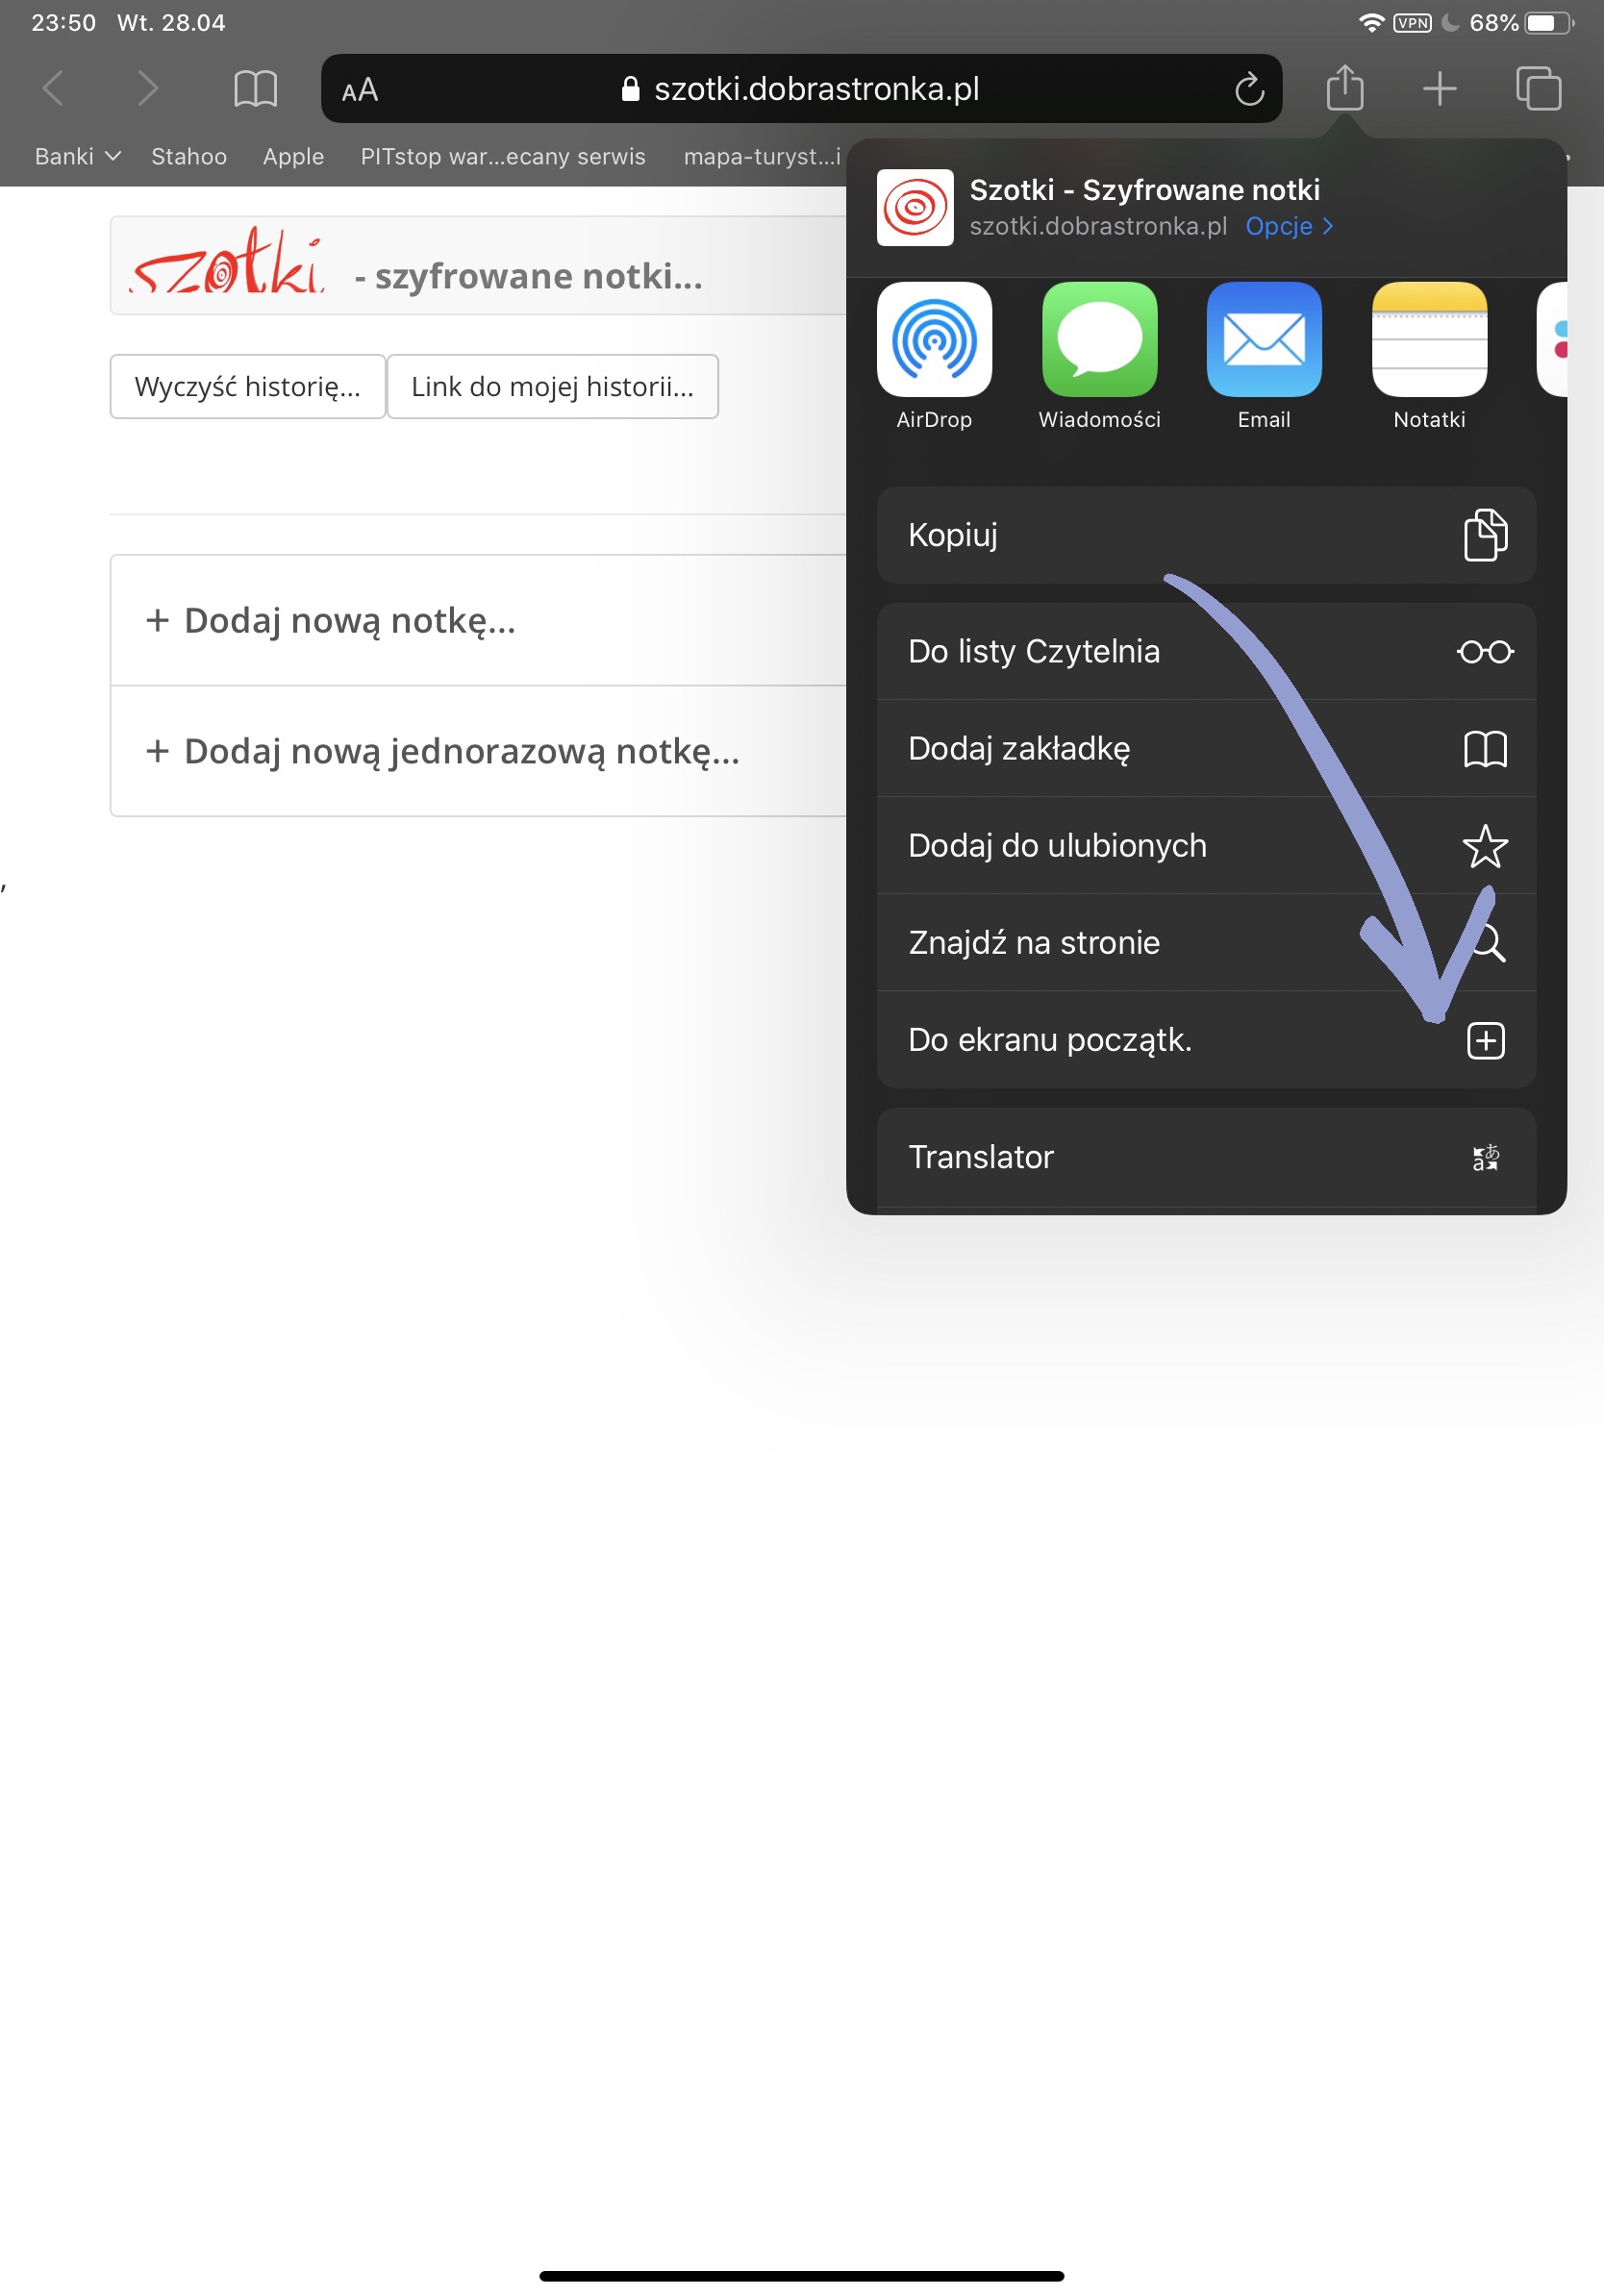 23:50 Wt. 28.04
VPN 68%
AA szotki.dobrastronka.pl
Banki Stahoo Apple PITstop war...ecany serwis mapa-turyst...i
Szotki - Szyfrowane notki
szotki.dobrastronka.pl Opcje
szotki - szyfrowane notki...
AirDrop Wiadomości Email Notatki
Wyczyść historię... Link do mojej historii...
Kopiuj
Do listy Czytelnia
Dodaj zakładkę
Dodaj do ulubionych
Znajdź na stronie
Do ekranu początk.
Translator
+ Dodaj nową notkę...
+ Dodaj nową jednorazową notkę...
,